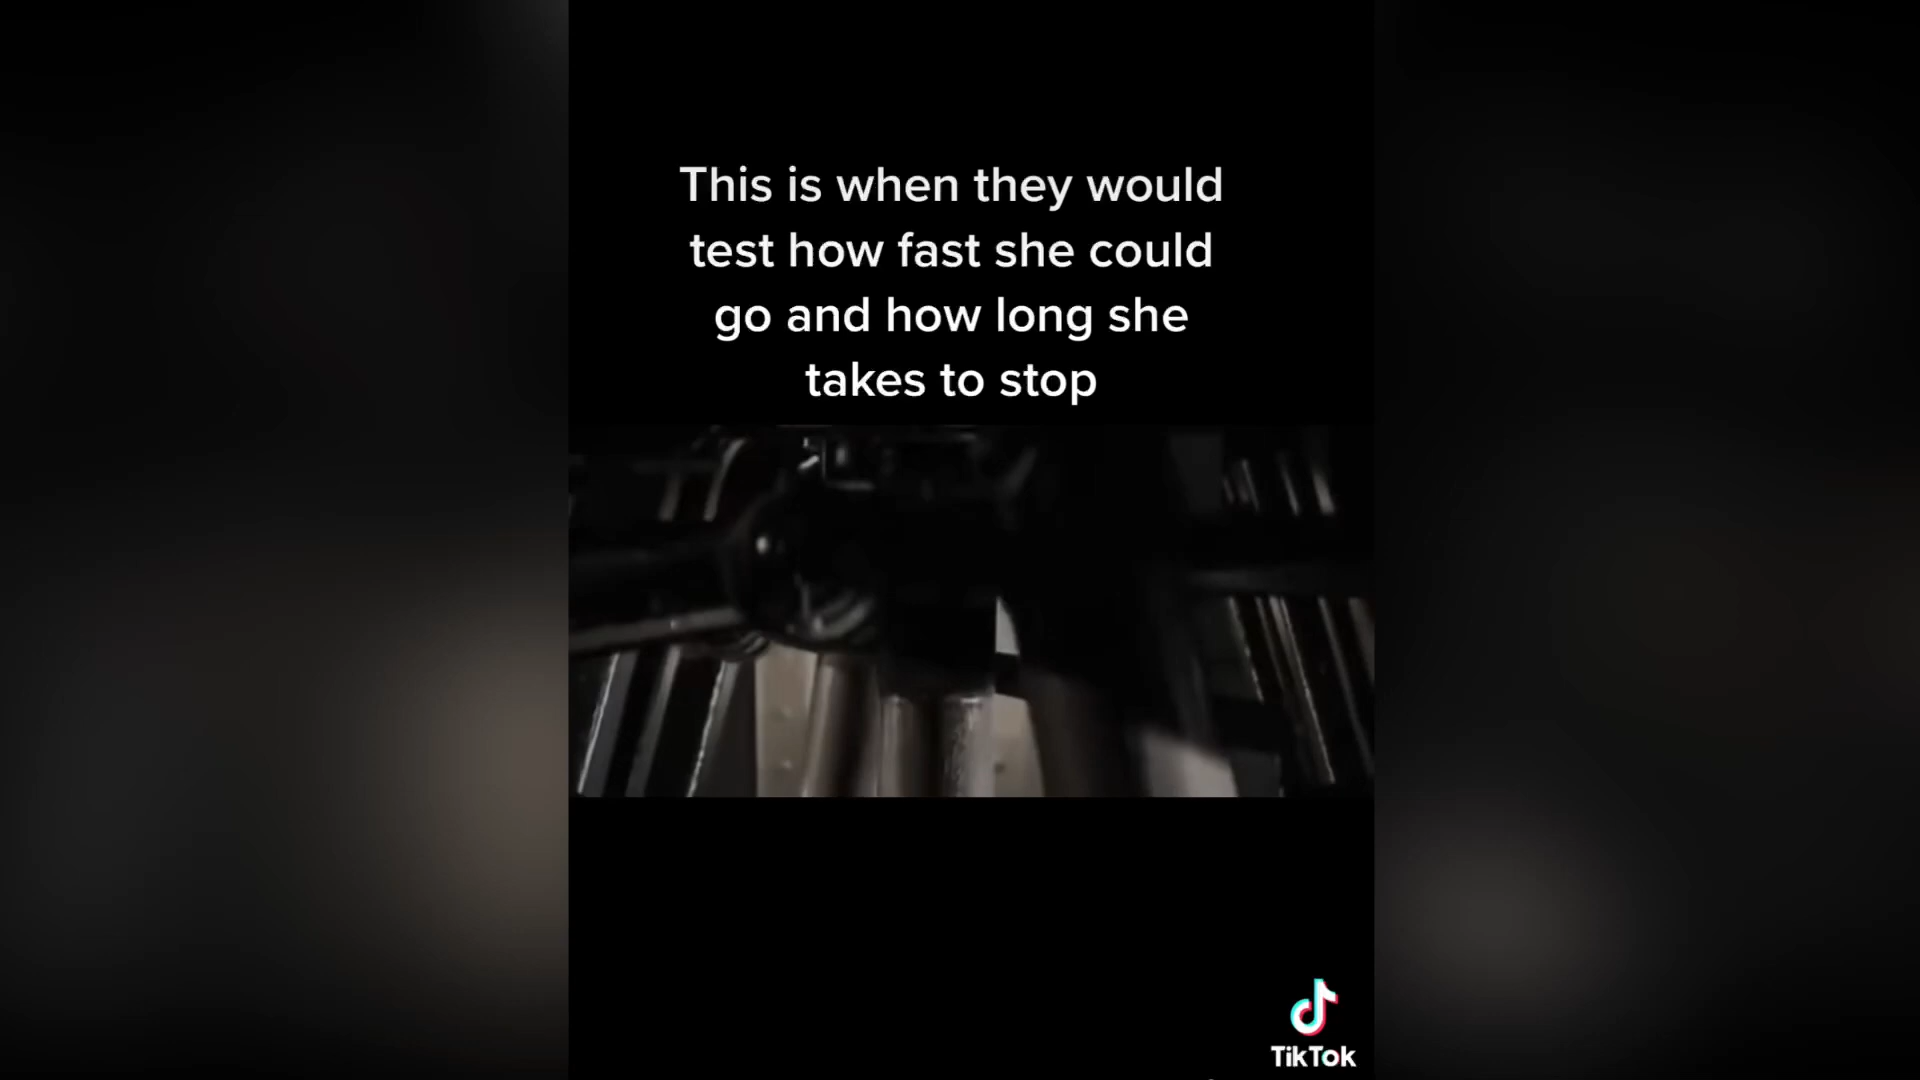 This is when they would
test how fast she could
go and how long she
takes to stop
TikTok